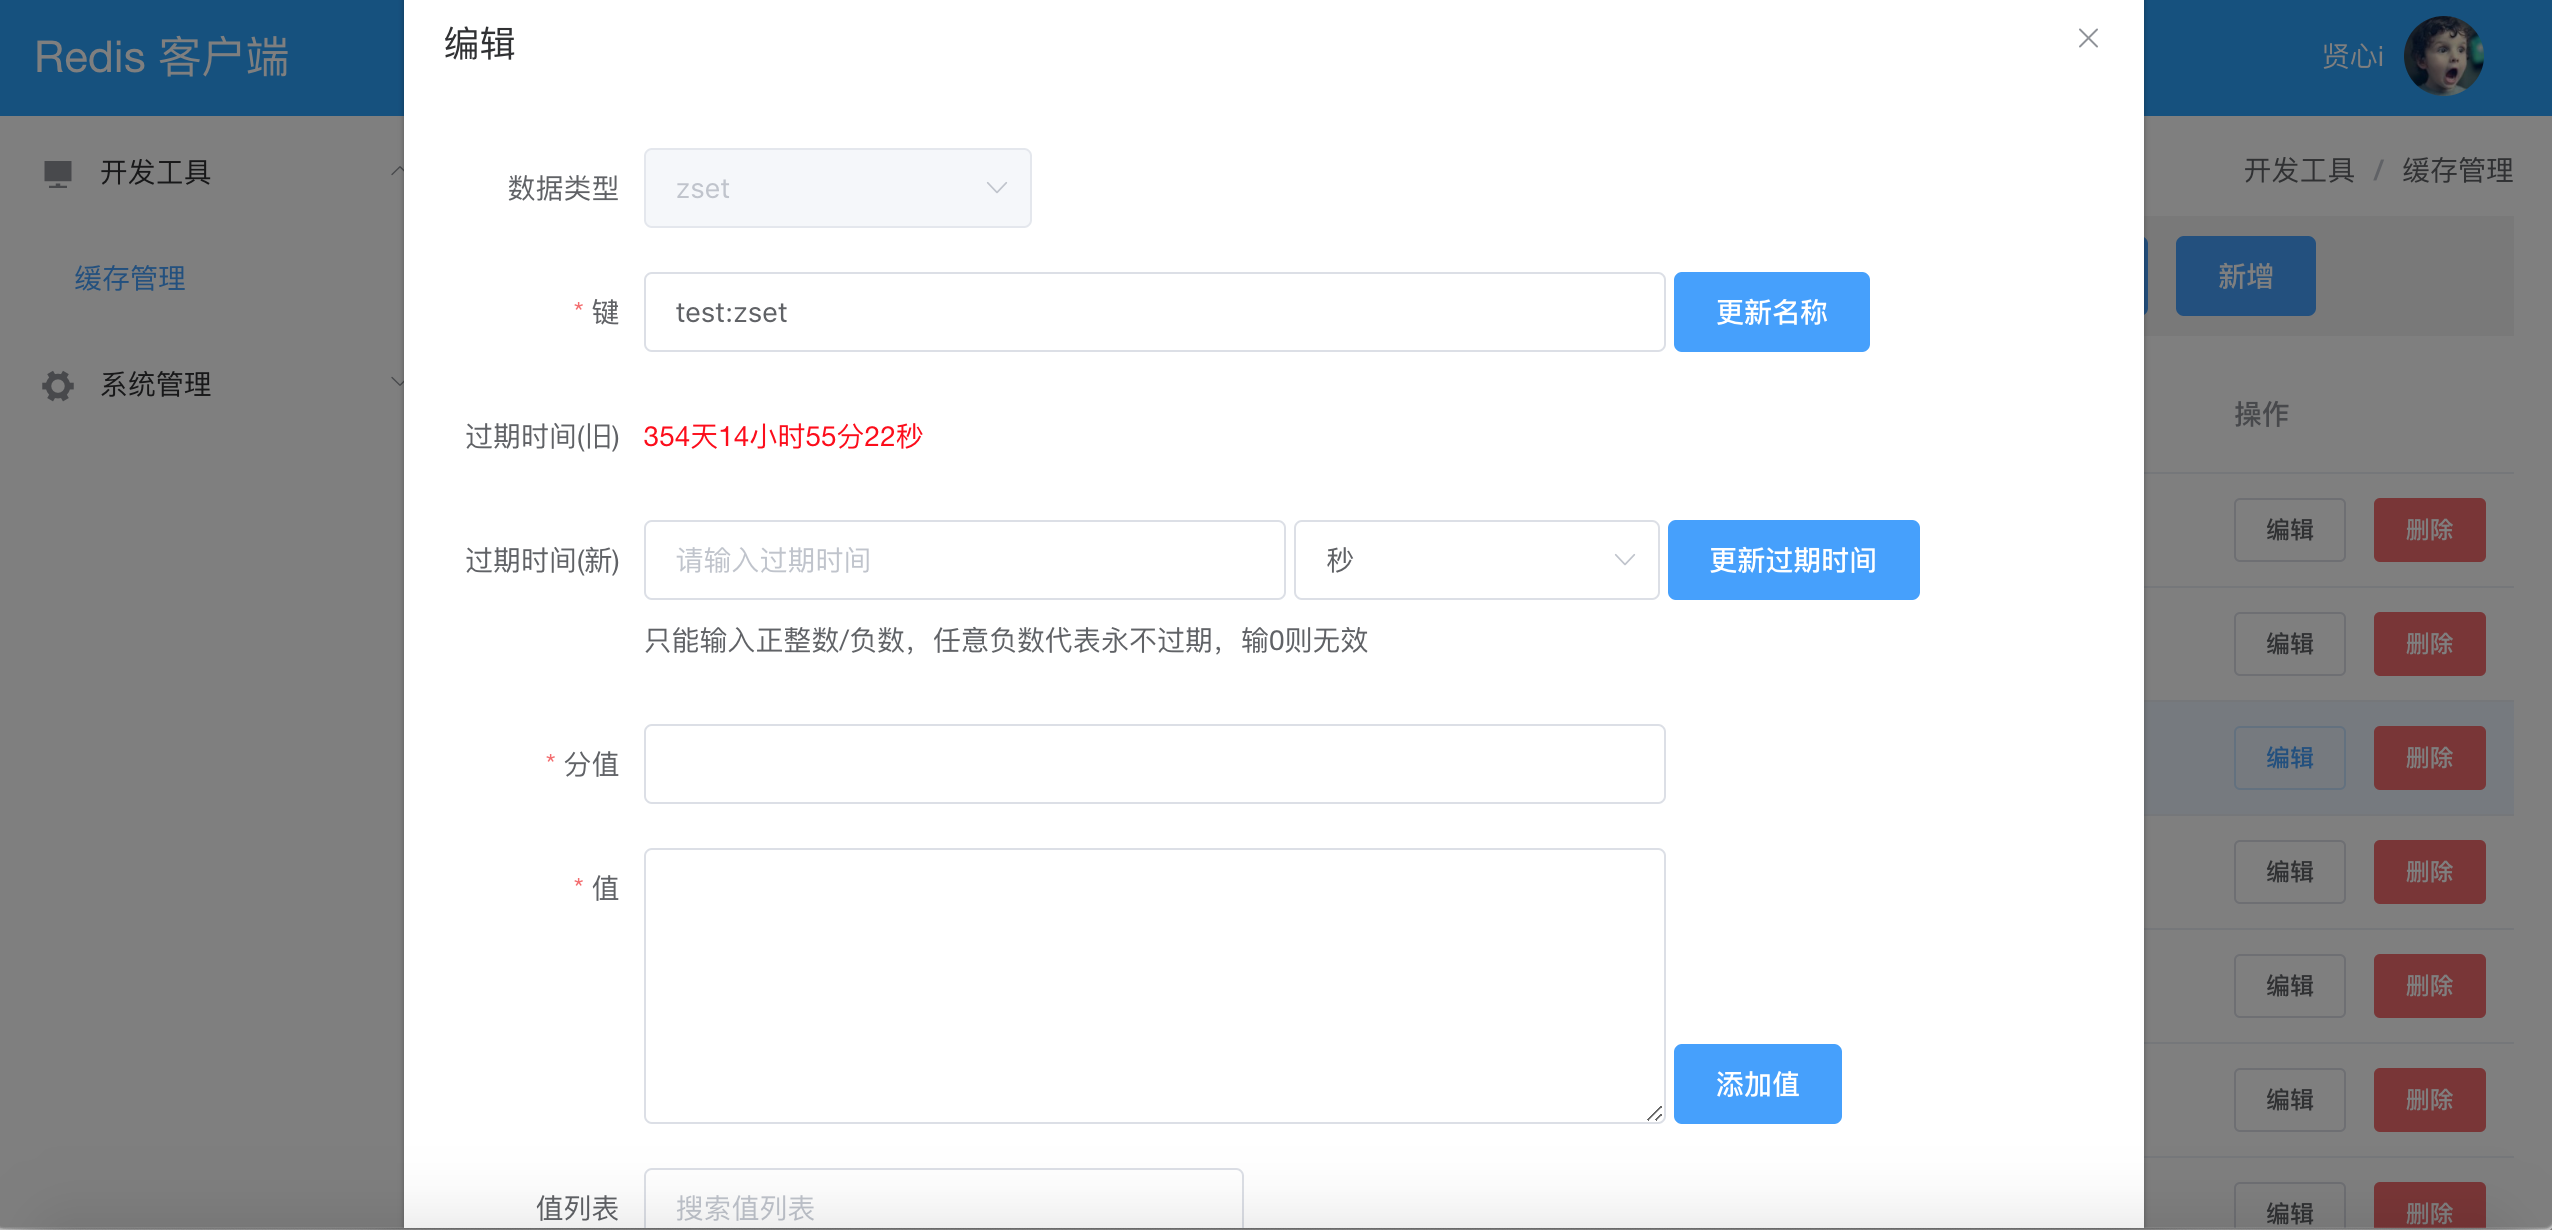 Redis 客户端
贤心i
开发工具
缓存管理
系统管理
开发工具 / 缓存管理
新增
操作
编辑 删除
编辑 删除
编辑 删除
编辑 删除
编辑 删除
编辑 删除
编辑 删除
编辑
数据类型 zset
* 键 test:zset 更新名称
过期时间(旧) 354天14小时55分22秒
过期时间(新) 请输入过期时间 秒 更新过期时间
只能输入正整数/负数，任意负数代表永不过期，输0则无效
* 分值
* 值
添加值
值列表 搜索值列表